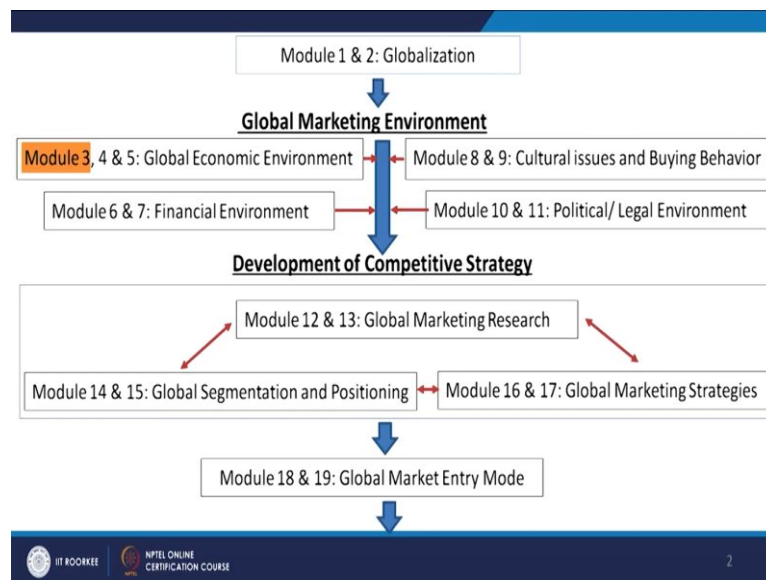 Module 1 & 2: Globalization
Global Marketing Environment
Module 3, 4 & 5: Global Economic Environment
Module 8 & 9: Cultural issues and Buying Behavior
Module 6 & 7: Financial Environment
Module 10 & 11: Political/ Legal Environment
Development of Competitive Strategy
Module 12 & 13: Global Marketing Research
Module 14 & 15: Global Segmentation and Positioning
Module 16 & 17: Global Marketing Strategies
Module 18 & 19: Global Market Entry Mode
IIT ROORKEE
NPTEL ONLINE
CERTIFICATION COURSE
2